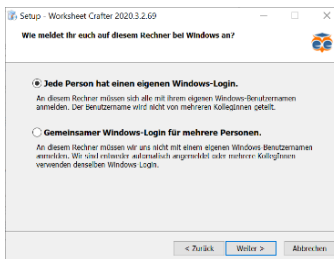 Setup - Worksheet Crafter 2020.3.2.69
Wie meldet Ihr euch auf diesem Rechner bei Windows an?
Jede Person hat einen eigenen Windows-Login.
An diesem Rechner müssen sich alle mit ihrem eigenen Windows-Benutzernamen
anmelden. Der Benutzername wird nicht von mehreren KollegInnen geteilt.
Gemeinsamer Windows-Login für mehrere Personen.
An diesem Rechner müssen wir uns nicht mit einem eigenen Windows-Benutzernamen
anmelden. Wir sind entweder automatisch angemeldet oder mehrere KollegInnen
verwenden denselben Windows-Login.
< Zurück
Weiter >
Abbrechen